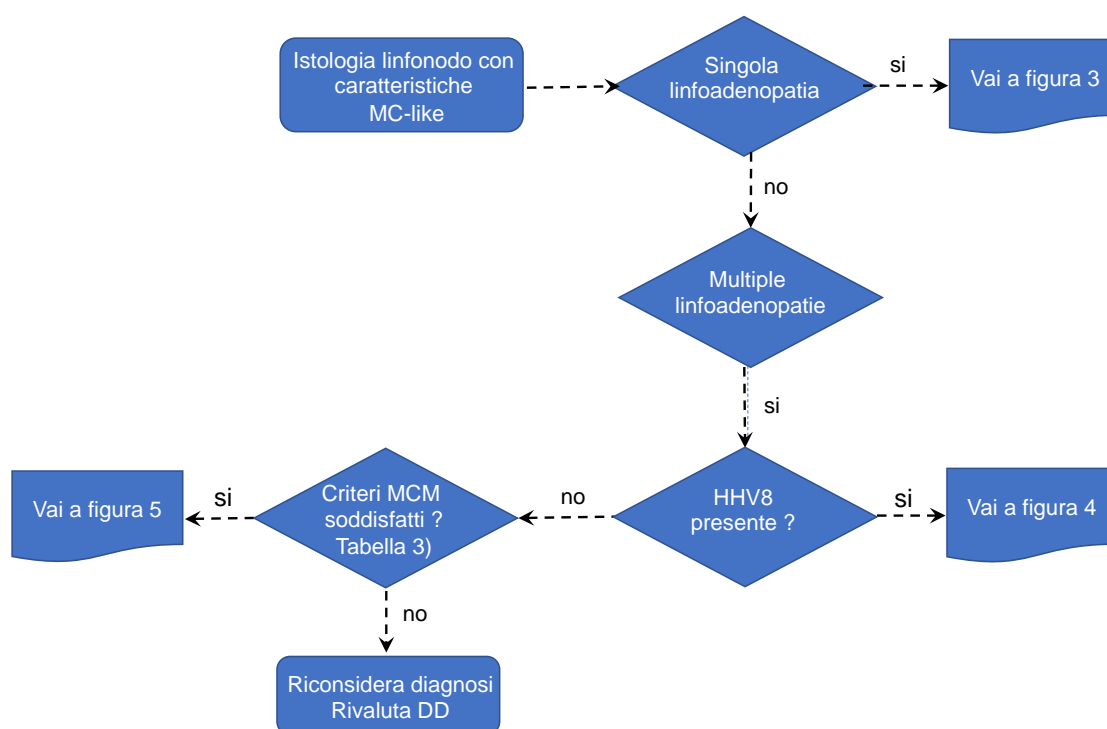 Istologia linfonodo con
caratteristiche
MC-like
Singola
linfoadenopatia
si
Vai a figura 3
no
Multiple
linfoadenopatie
si
Vai a figura 5
si
Criteri MCM
soddisfatti ?
Tabella 3)
no
HHV8
presente ?
si
Vai a figura 4
no
Riconsidera diagnosi
Rivaluta DD